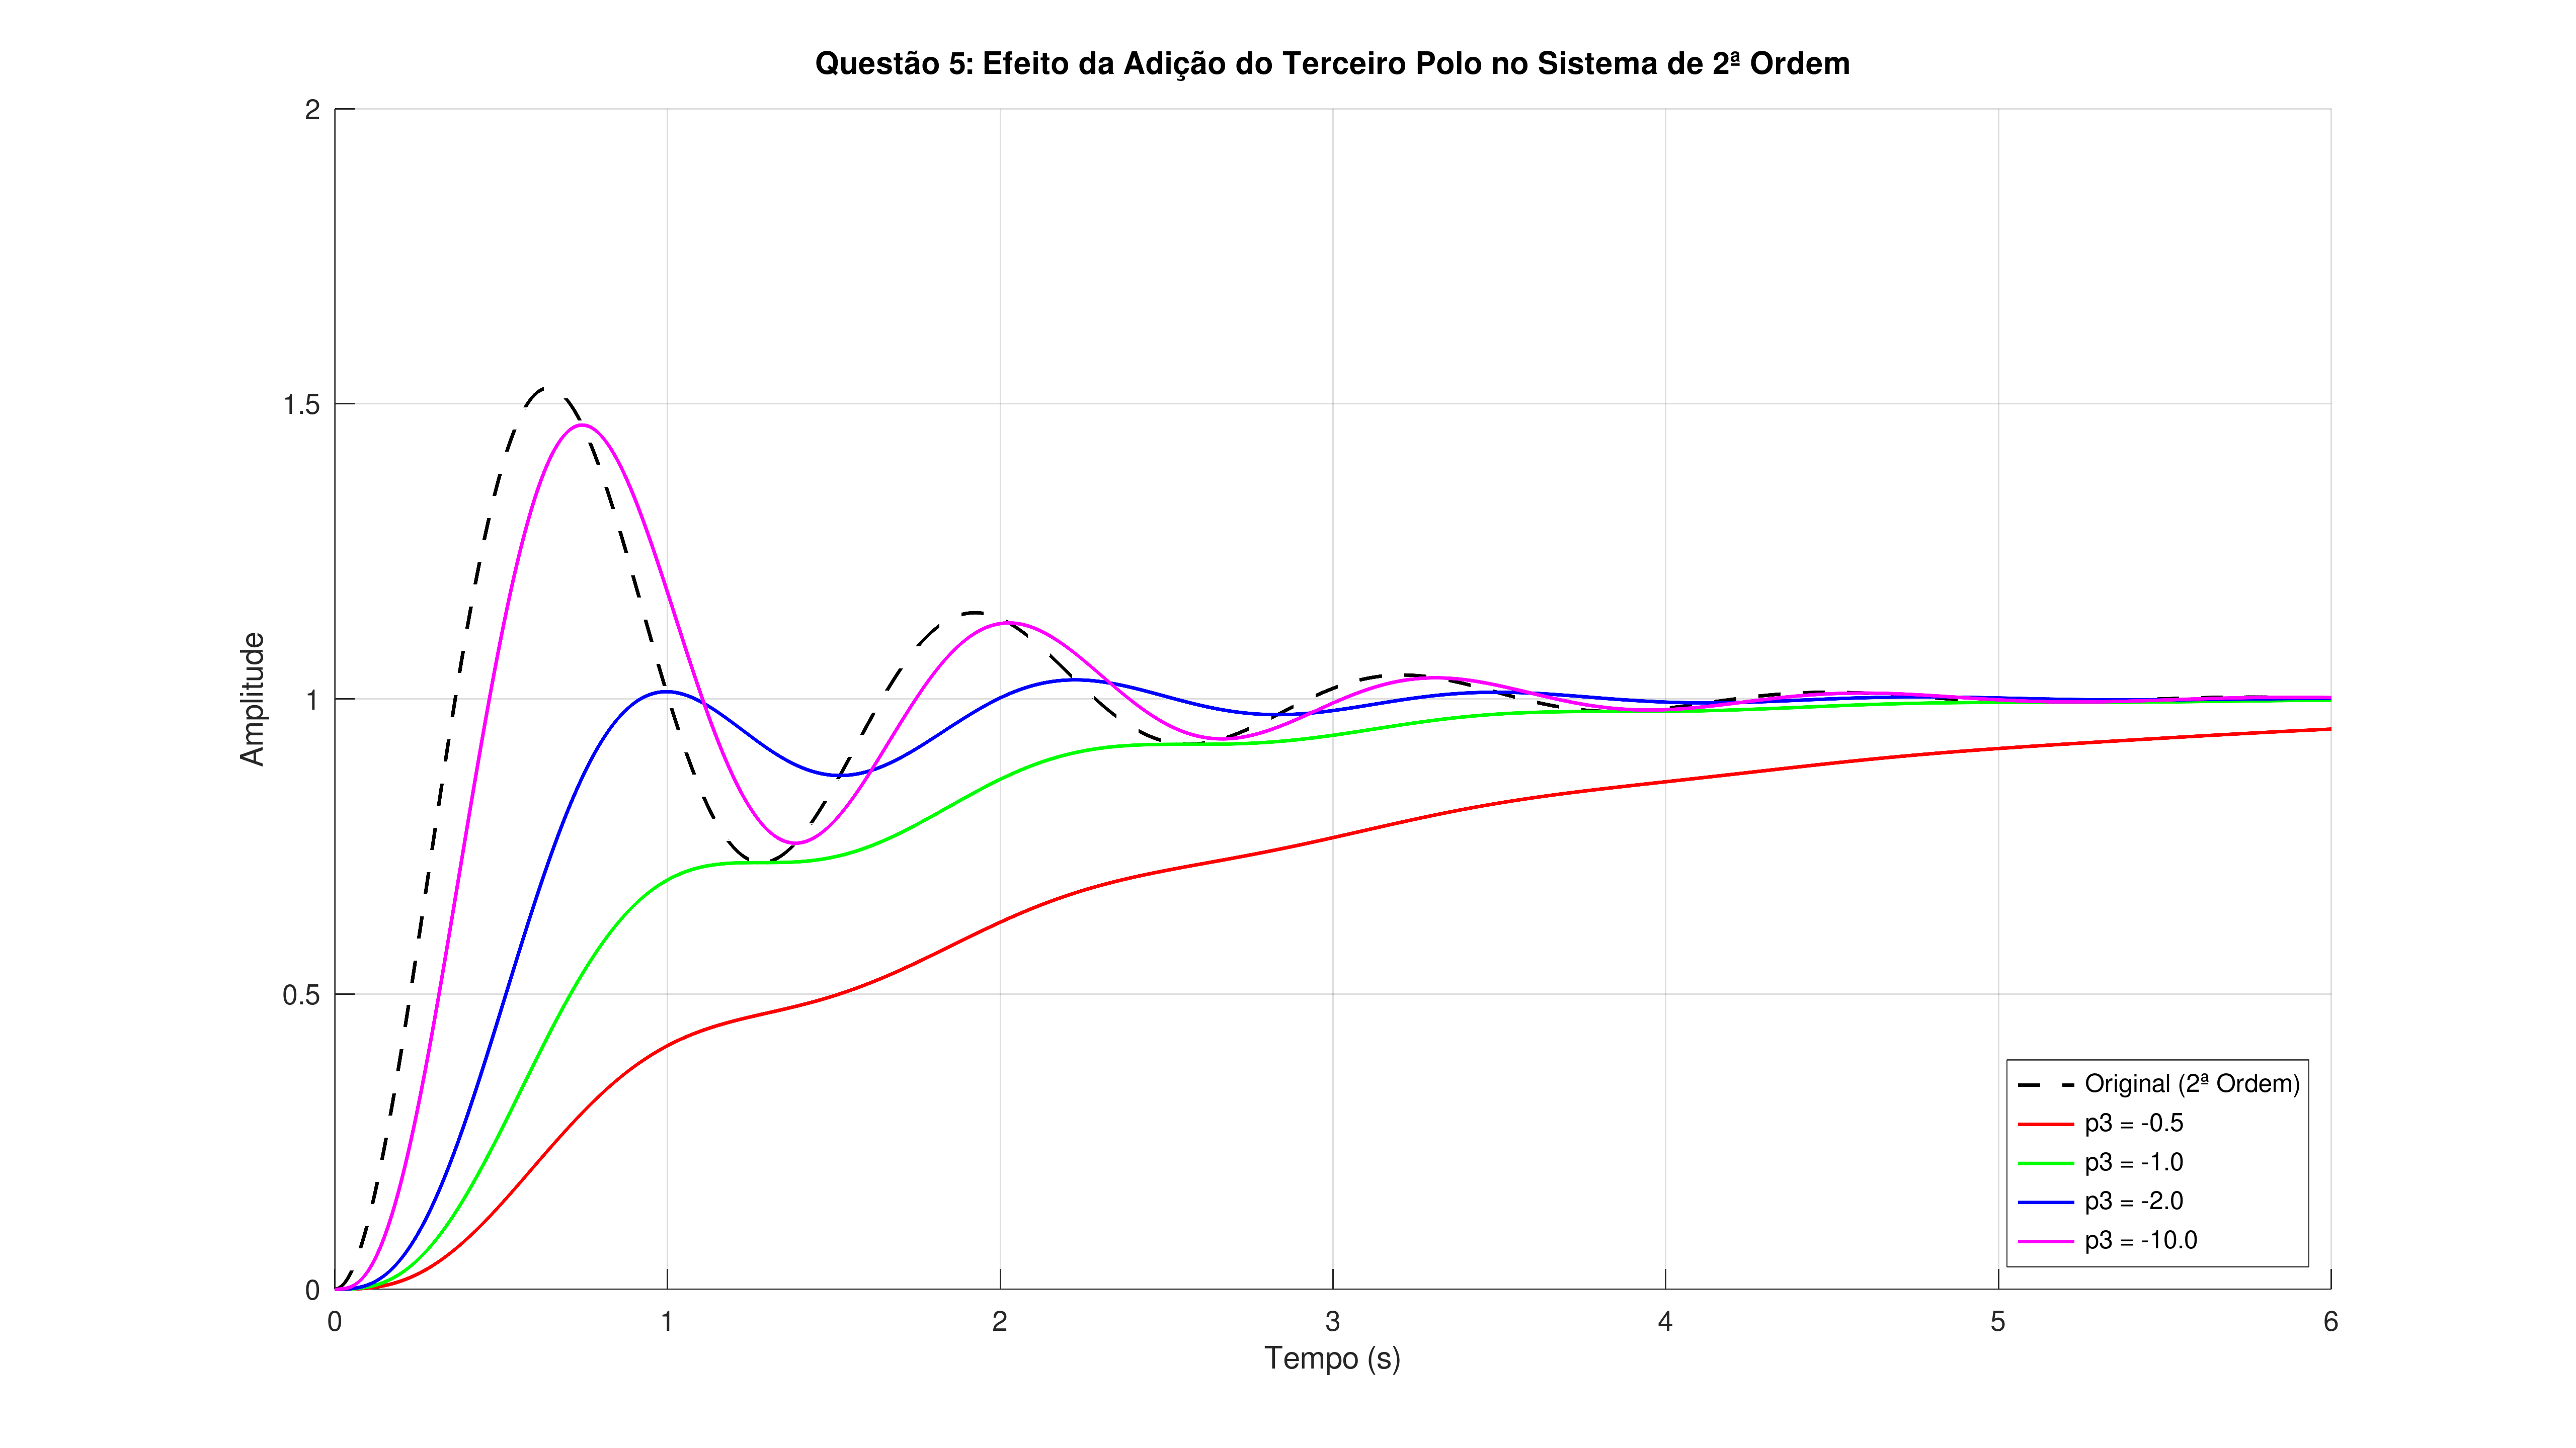 Questão 5: Efeito da Adição do Terceiro Polo no Sistema de 2ª Ordem
2
1.5
1
0.5
0
Amplitude
0 1 2 3 4 5 6
Tempo (s)
Original (2ª Ordem)
p3 = -0.5
p3 = -1.0
p3 = -2.0
p3 = -10.0